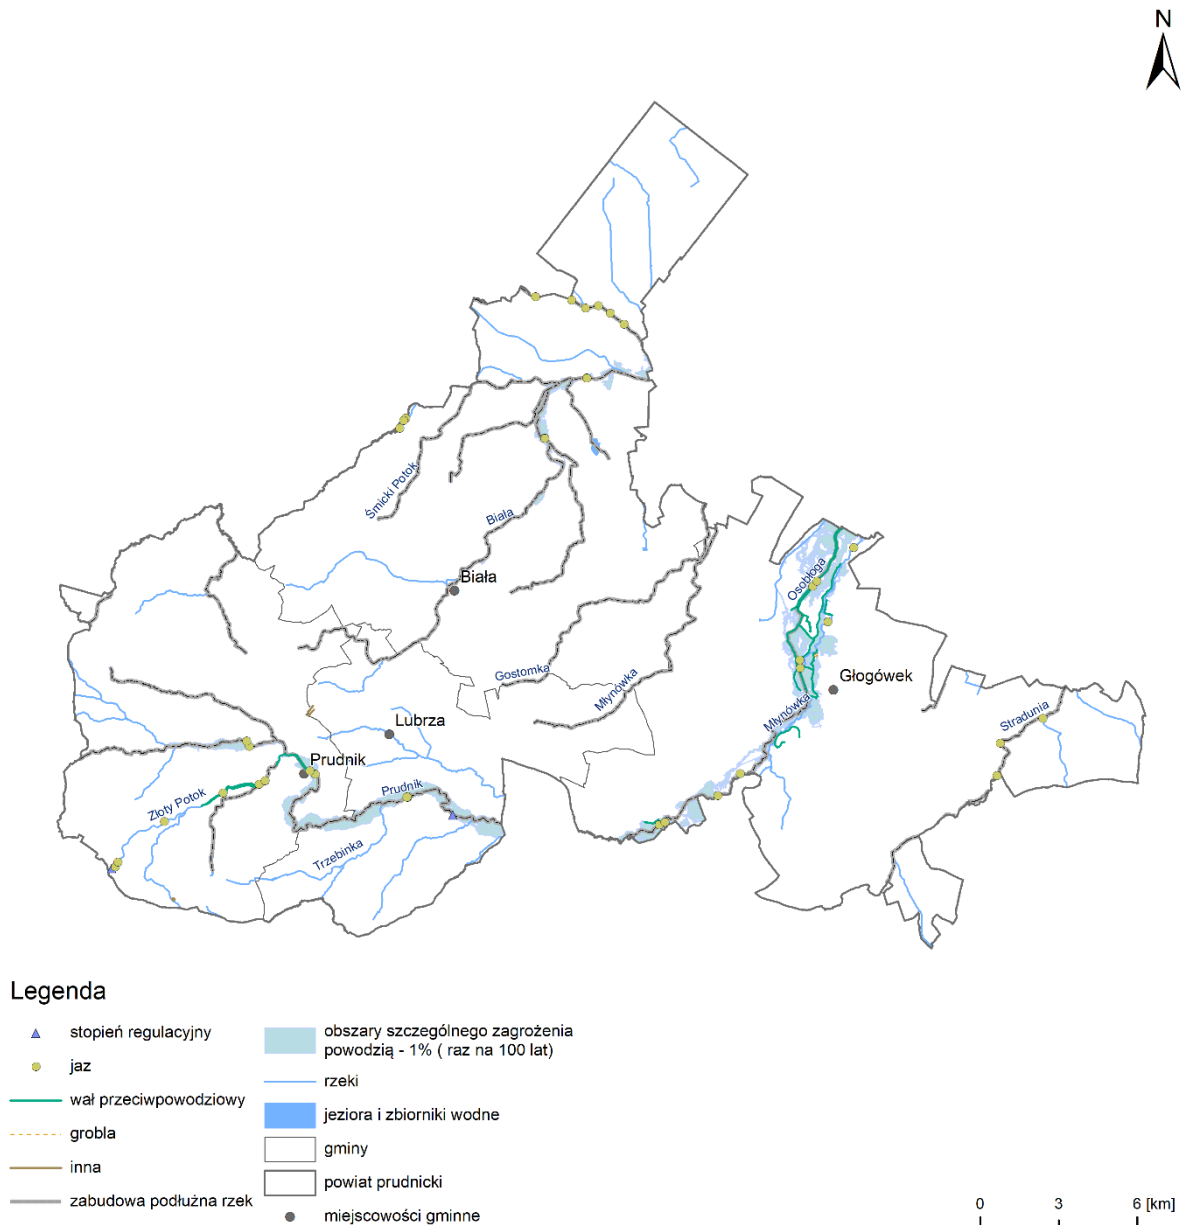 N
Śmicki Potok
Biała
Biała
Osobłoga
Gostomka
Młynówka
Głogówek
Młynówka
Stradunia
Lubrza
Prudnik
Prudnik
Złoty Potok
Trzebinka
Legenda
stopień regulacyjny
jaz
wał przeciwpowodziowy
grobla
inna
zabudowa podłużna rzek
obszary szczególnego zagrożenia
powodzią - 1% ( raz na 100 lat)
rzeki
jeziora i zbiorniki wodne
gminy
powiat prudnicki
miejscowości gminne
0 3 6 [km]